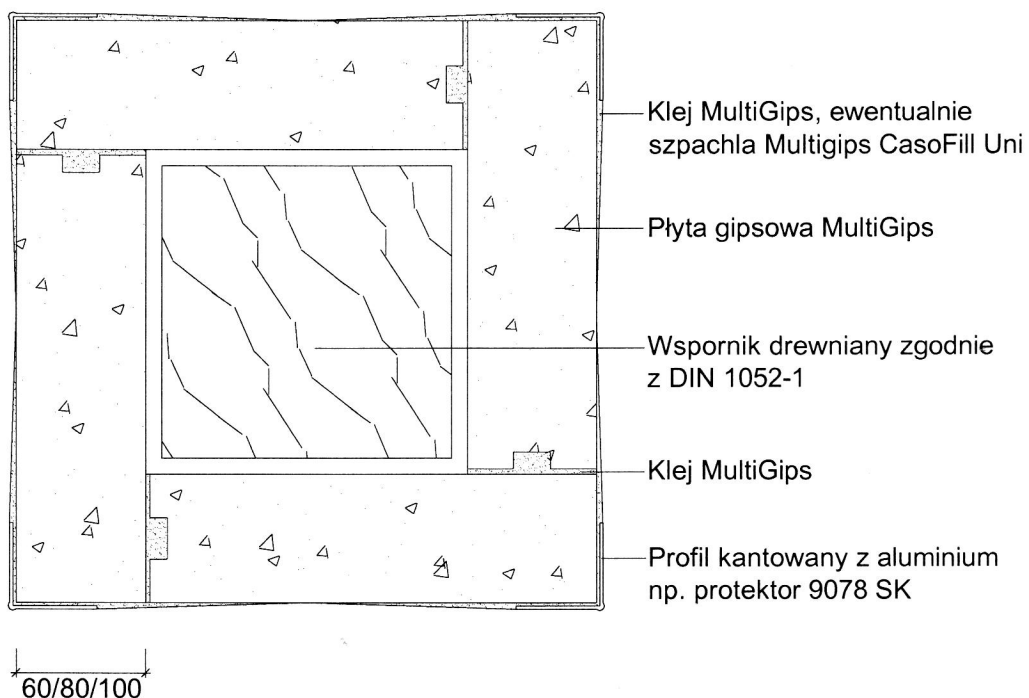 Klej MultiGips, ewentualnie
szpachla Multigips CasoFill Uni
Płyta gipsowa MultiGips
Wspornik drewniany zgodnie
z DIN 1052-1
Klej MultiGips
Profil kantowany z aluminium
np. protektor 9078 SK
60/80/100